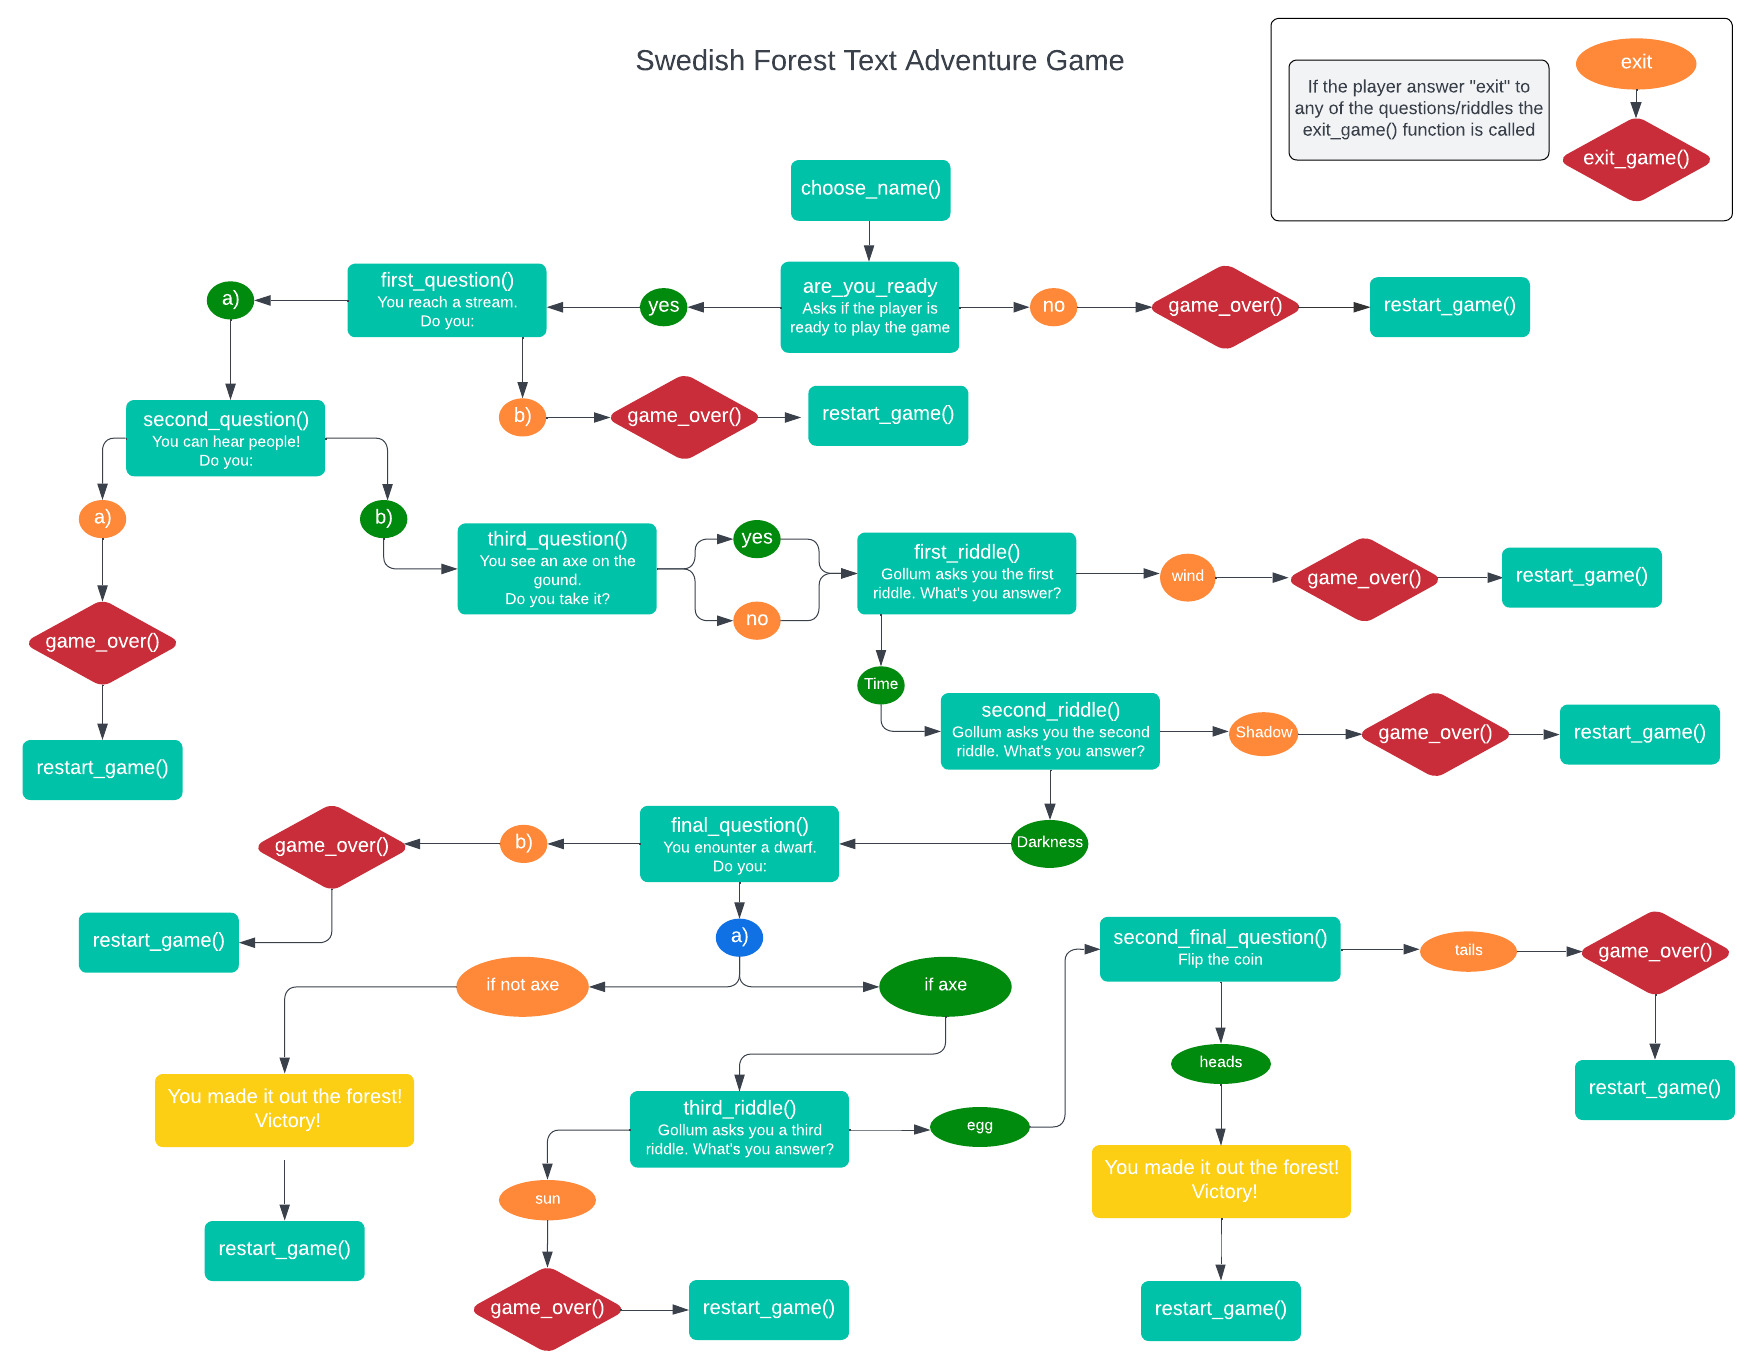 Swedish Forest Text Adventure Game
If the player answer "exit" to
any of the questions/riddles the
exit_game() function is called
exit
exit_game()
choose_name()
are_you_ready
Asks if the player is
ready to play the game
yes
no
game_over()
restart_game()
first_question()
You reach a stream.
Do you:
a)
b)
game_over()
restart_game()
second_question()
You can hear people!
Do you:
a)
game_over()
restart_game()
b)
third_question()
You see an axe on the
gound.
Do you take it?
yes
no
first_riddle()
Gollum asks you the first
riddle. What's you answer?
wind
game_over()
restart_game()
Time
second_riddle()
Gollum asks you the second
riddle. What's you answer?
Shadow
game_over()
restart_game()
Darkness
final_question()
You enounter a dwarf.
Do you:
b)
game_over()
restart_game()
a)
if not axe
if axe
You made it out the forest!
Victory!
restart_game()
third_riddle()
Gollum asks you a third
riddle. What's you answer?
sun
game_over()
restart_game()
egg
second_final_question()
Flip the coin
tails
game_over()
restart_game()
heads
You made it out the forest!
Victory!
restart_game()